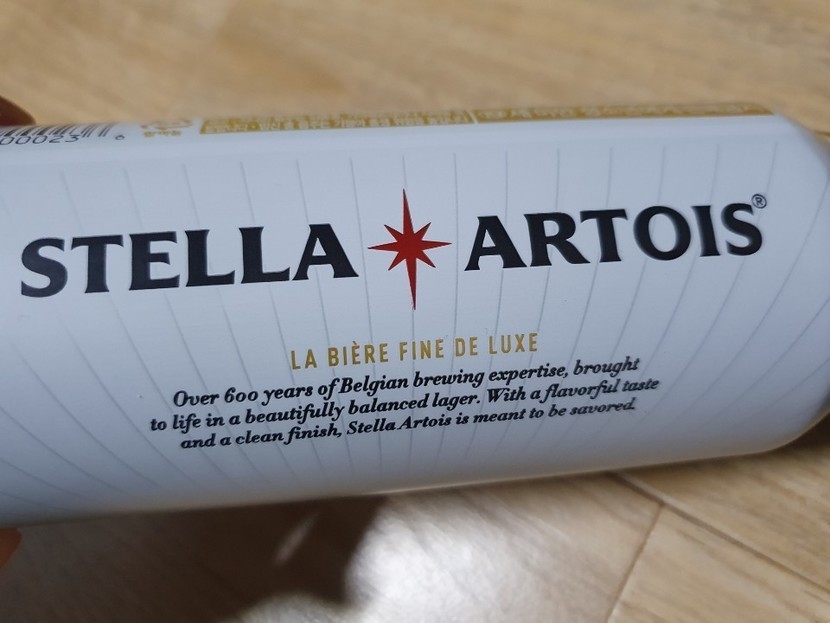 STELLA ARTOIS®
LA BIÈRE FINE DE LUXE
Over 600 years of Belgian brewing expertise, brought
to life in a beautifully balanced lager. With a flavorful taste
and a clean finish, Stella Artois is meant to be savored.